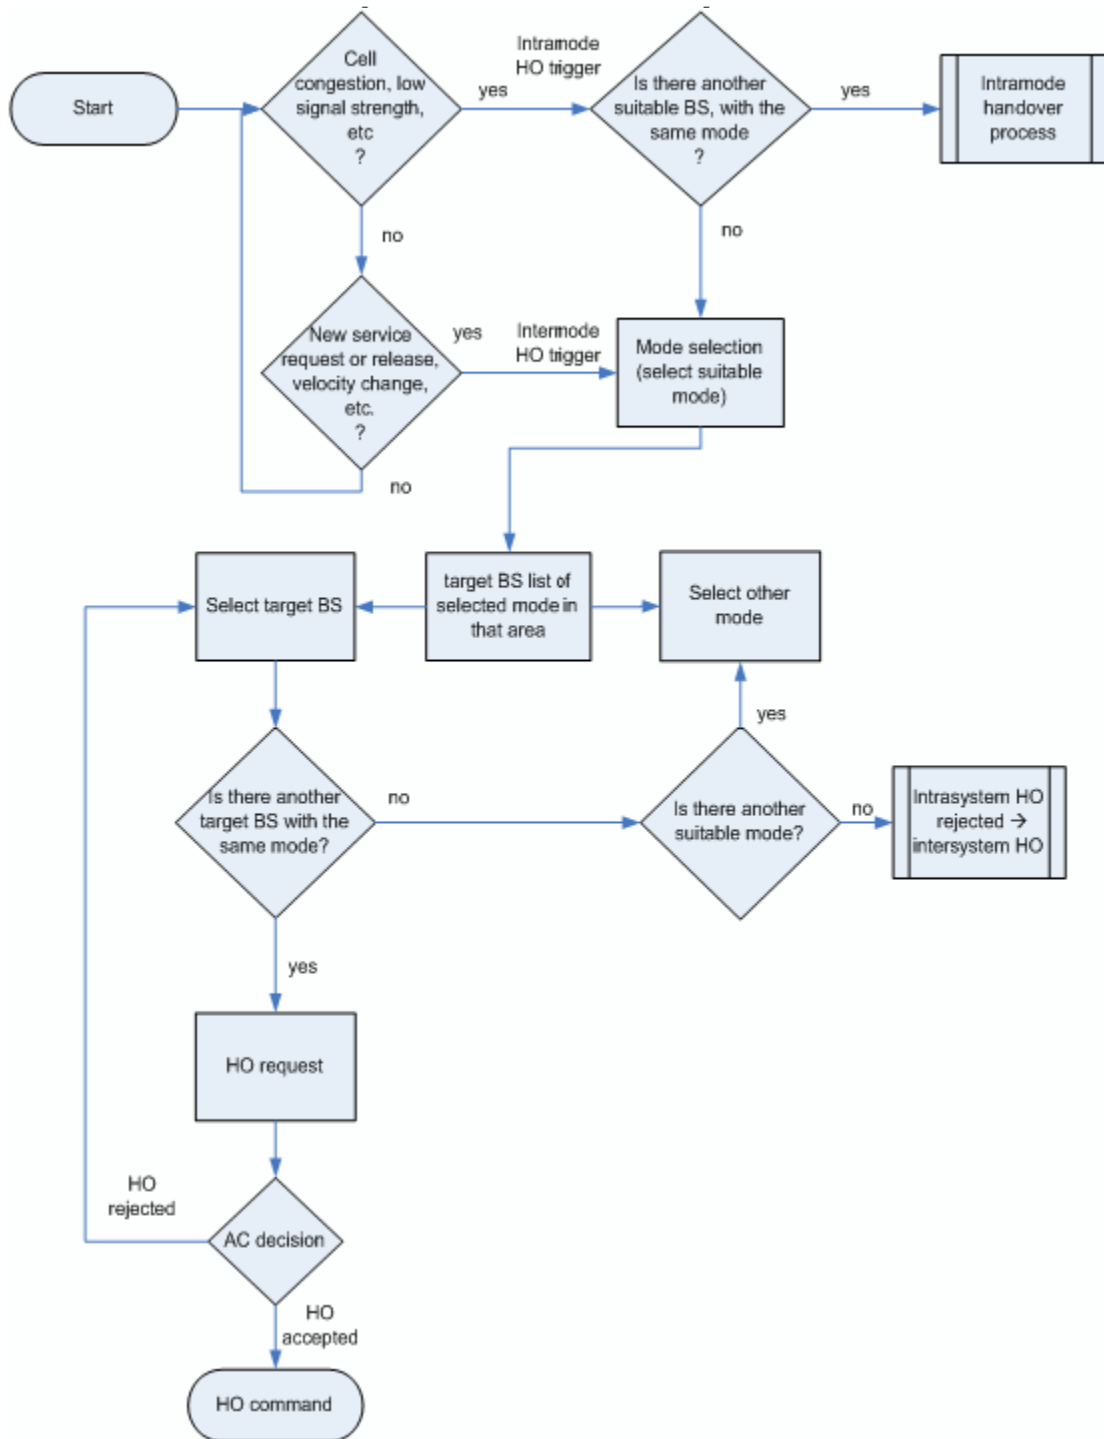 Start
Cell
congestion, low
signal strength,
etc
?
yes
Intramode
HO trigger
Is there another
suitable BS, with the
same mode
?
yes
Intramode
handover
process
no
no
New service
request or release,
velocity change,
etc.
?
yes
Intermode
HO trigger
Mode selection
(select suitable
mode)
no
Select target BS
target BS list of
selected mode in
that area
Select other
mode
yes
Is there another
target BS with the
same mode?
no
Is there another
suitable mode?
no
Intrasystem HO
rejected →
intersystem HO
yes
HO request
HO
rejected
AC decision
HO
accepted
HO command